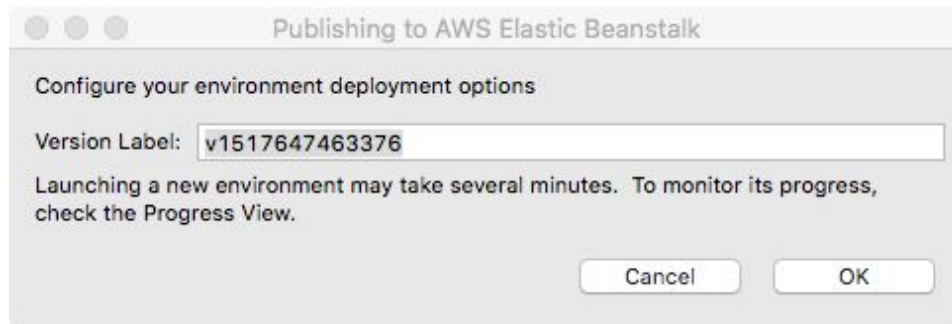 Publishing to AWS Elastic Beanstalk
Configure your environment deployment options
Version Label: v1517647463376
Launching a new environment may take several minutes.  To monitor its progress,
check the Progress View.
Cancel OK